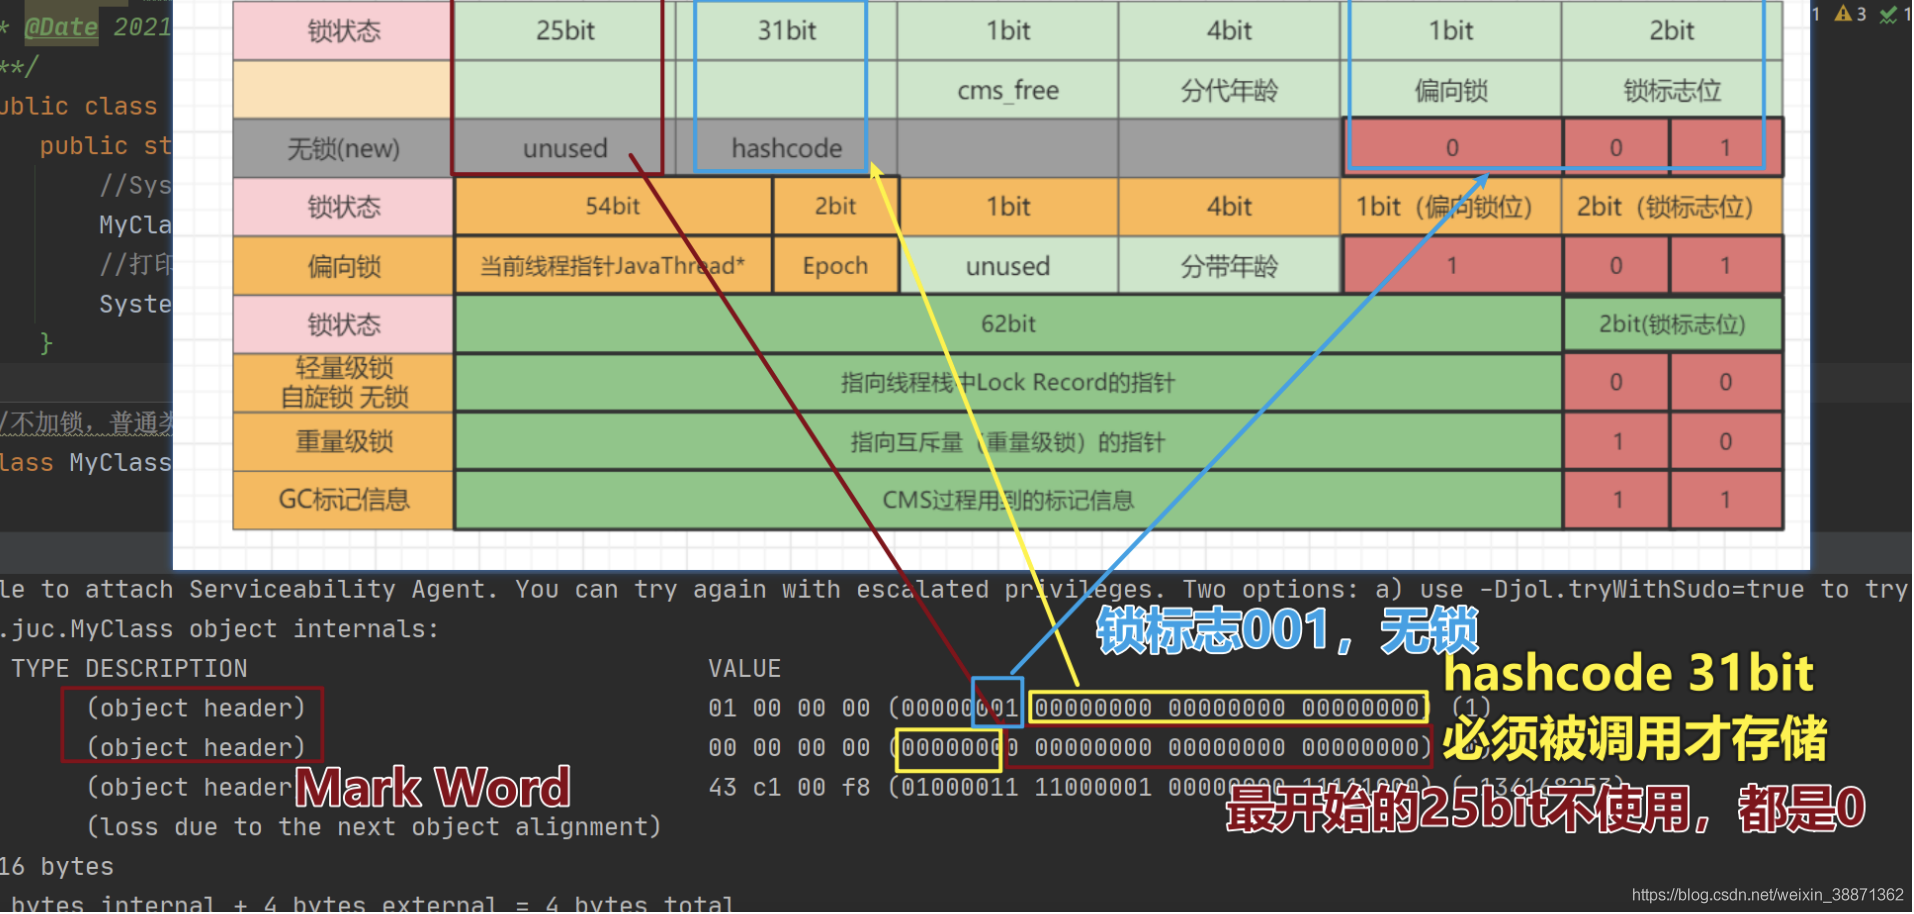 * @Date 2021
1 3 1
锁状态 25bit 31bit 1bit 4bit 1bit 2bit
**/
cms_free 分代年龄 偏向锁 锁标志位
ublic class
public st
无锁(new) unused hashcode 0 0 1
//Sys
锁状态 54bit 2bit 1bit 4bit 1bit（偏向锁位） 2bit（锁标志位）
MyCla
//打印
偏向锁 当前线程指针JavaThread* Epoch unused 分带年龄 1 0 1
Syste
锁状态 62bit 2bit(锁标志位)
}
轻量级锁
自旋锁 无锁 指向线程栈中Lock Record的指针 0 0
/不加锁，普通类
重量级锁 指向互斥量（重量级锁）的指针 1 0
lass MyClass
GC标记信息 CMS过程用到的标记信息 1 1
le to attach Serviceability Agent. You can try again with escalated privileges. Two options: a) use -Djol.tryWithSudo=true to try
.juc.MyClass object internals:
锁标志001，无锁
TYPE DESCRIPTION VALUE
hashcode 31bit
(object header) 01 00 00 00 (00000001 00000000 00000000 00000000) (1)
必须被调用才存储
(object header) 00 00 00 00 (00000000 00000000 00000000 00000000)
Mark Word
(object header 43 c1 00 f8 (01000011 11000001
最开始的25bit不使用，都是0
(loss due to the next object alignment)
16 bytes
bytes internal + 4 bytes external = 4 bytes total
https://blog.csdn.net/weixin_38871362